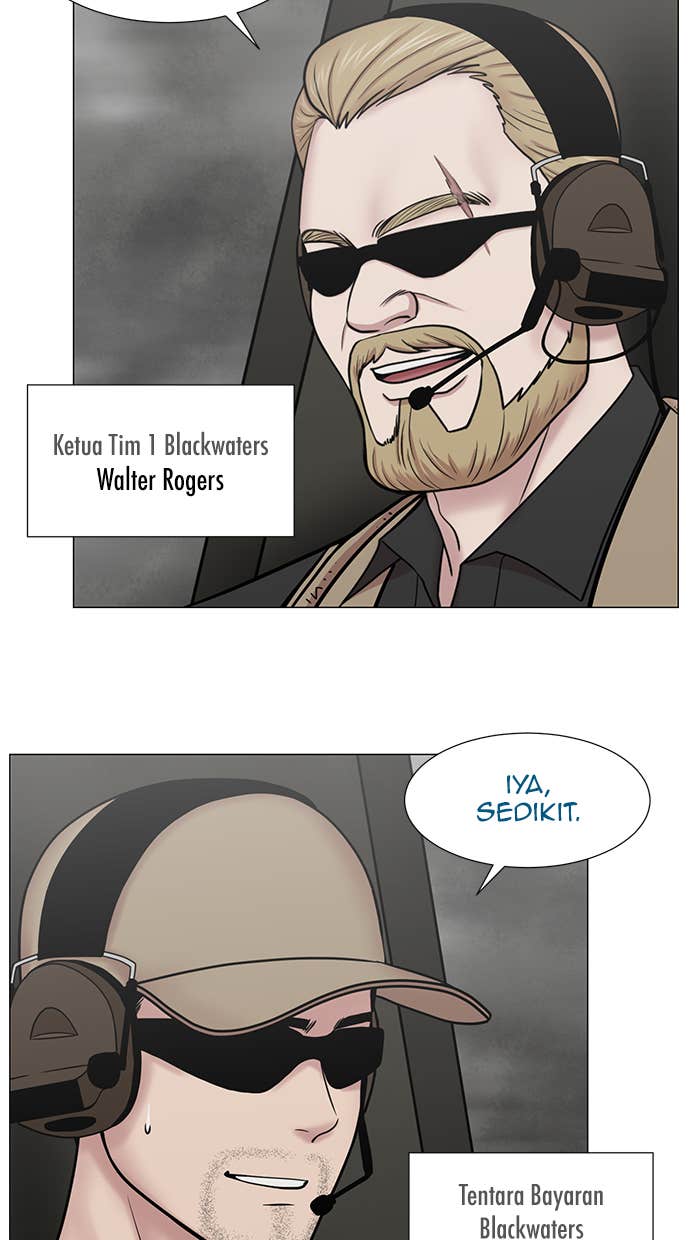 Ketua Tim 1 Blackwaters
Walter Rogers
IYA,
SEDIKIT.
Tentara Bayaran
Blackwaters